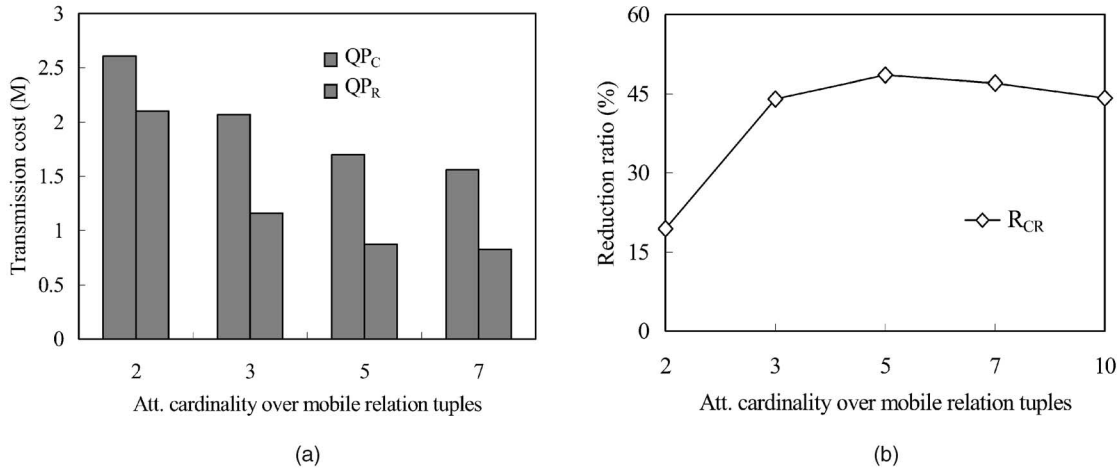 3
2.5
2
1.5
1
0.5
0
Transmission cost (M)
QP_C
QP_R
2 3 5 7
Att. cardinality over mobile relation tuples
(a)
60
45
30
15
0
Reduction ratio (%)
R_CR
2 3 5 7 10
Att. cardinality over mobile relation tuples
(b)